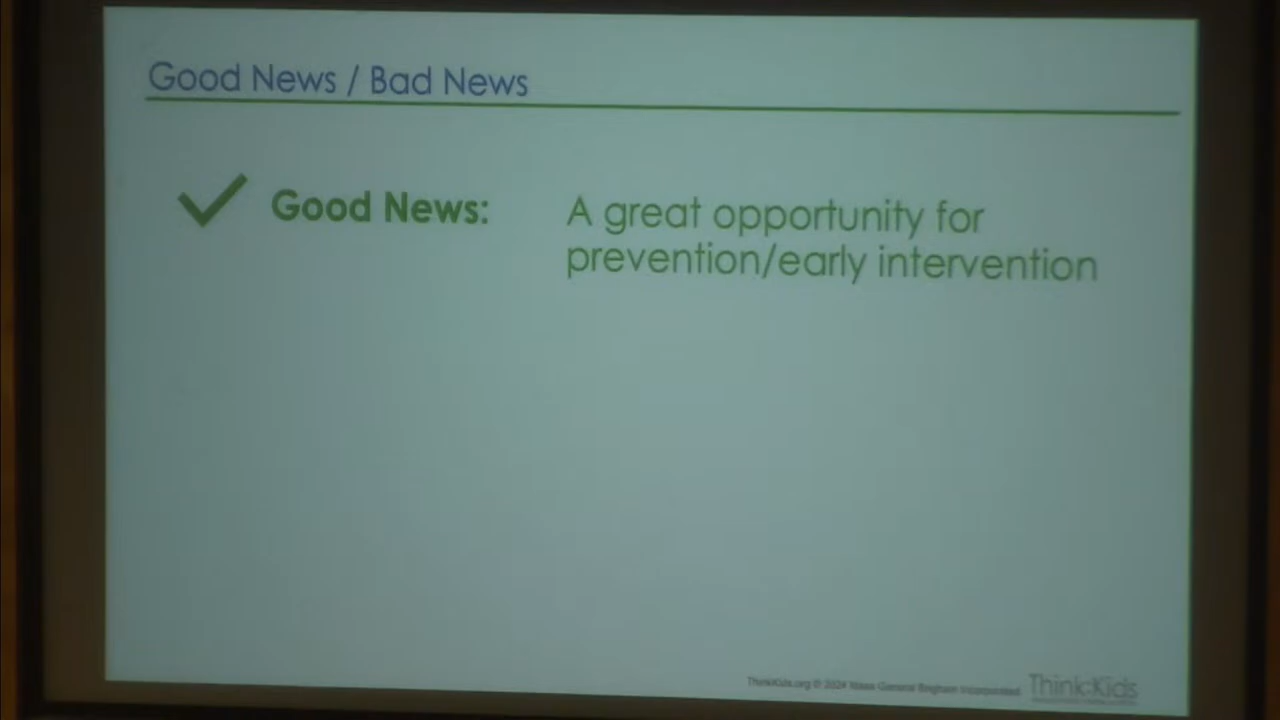 Good News / Bad News
Good News:
A great opportunity for
prevention/early intervention
ThinkKids.org © 2024 Mass General Brigham Incorporated
Think:Kids